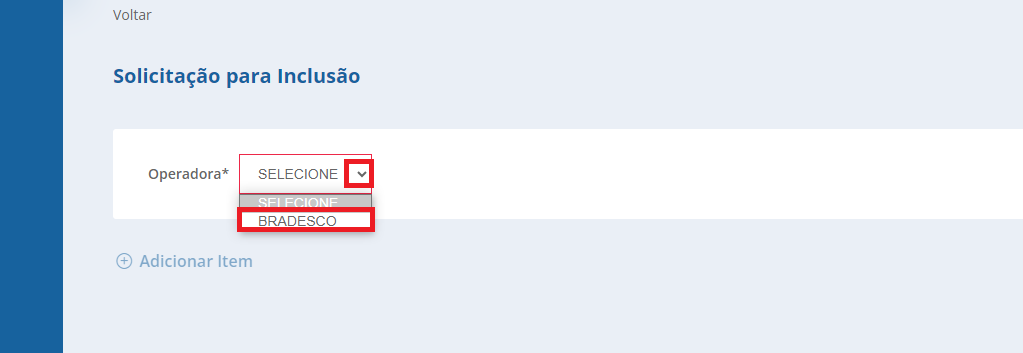 Voltar
Solicitação para Inclusão
Operadora* SELECIONE
SELECIONE
BRADESCO
Adicionar Item